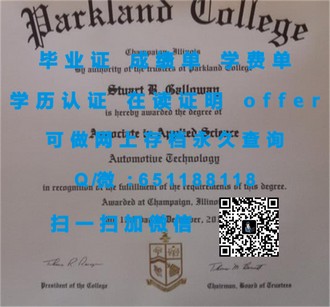 Parkland College
Champaign, Illinois
毕业证 成绩单 学费单
By authority of the Trustees of Parkland College
Stuart B. Galloway
学历认证 在读证明 offer
is hereby awarded the degree of
可做网上存档永久查询
Associate in Applied Science
Automotive Technology
Q/微:651188118
in recognition of the fulfillment of the requirements of this degree.
Awarded at Champaign, Illinois
扫一扫加微信
President of the College
Chairman, Board of Trustees